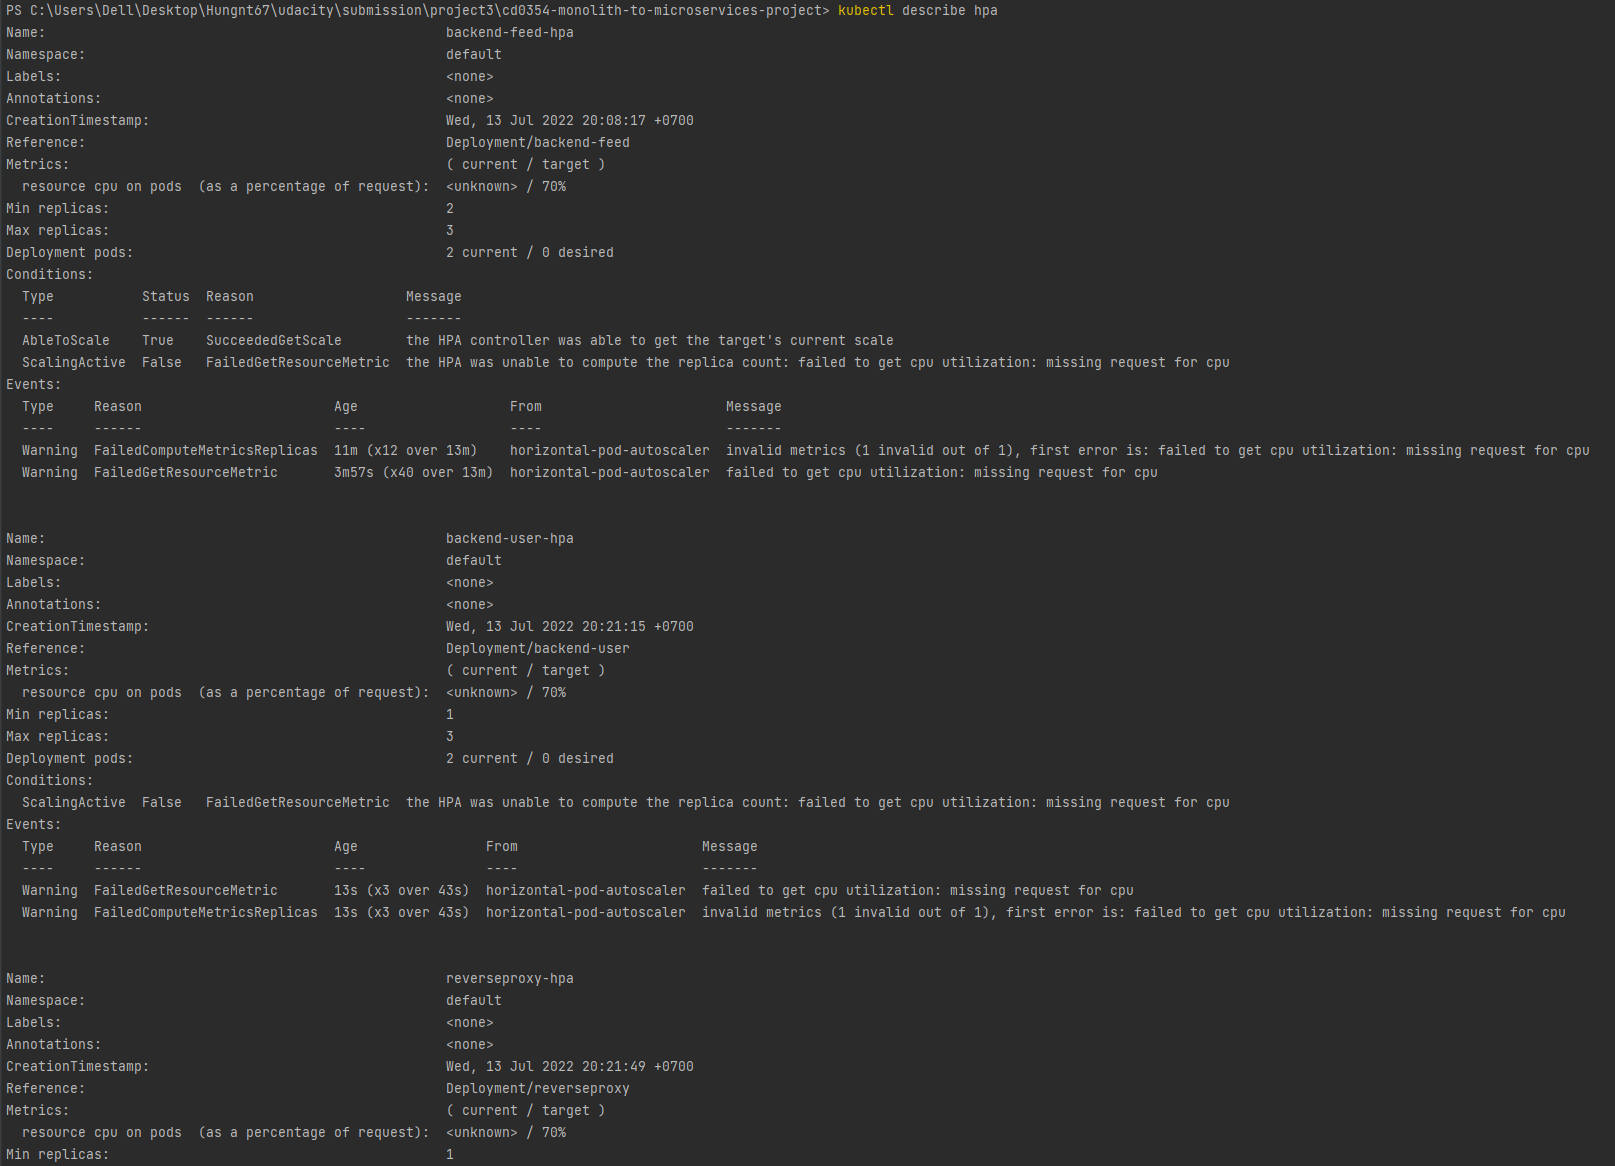 PS C:\Users\Dell\Desktop\Hungnt67\udacity\submission\project3\cd0354-monolith-to-microservices-project> kubectl describe hpa
Name: backend-feed-hpa
Namespace: default
Labels: <none>
Annotations: <none>
CreationTimestamp: Wed, 13 Jul 2022 20:08:17 +0700
Reference: Deployment/backend-feed
Metrics: ( current / target )
resource cpu on pods (as a percentage of request): <unknown> / 70%
Min replicas: 2
Max replicas: 3
Deployment pods: 2 current / 0 desired
Conditions:
Type Status Reason Message
---- ------ ------ -------
AbleToScale True SucceededGetScale the HPA controller was able to get the target's current scale
ScalingActive False FailedGetResourceMetric the HPA was unable to compute the replica count: failed to get cpu utilization: missing request for cpu
Events:
Type Reason Age From Message
---- ------ ---- ---- -------
Warning FailedComputeMetricsReplicas 11m (x12 over 13m) horizontal-pod-autoscaler invalid metrics (1 invalid out of 1), first error is: failed to get cpu utilization: missing request for cpu
Warning FailedGetResourceMetric 3m57s (x40 over 13m) horizontal-pod-autoscaler failed to get cpu utilization: missing request for cpu
Name: backend-user-hpa
Namespace: default
Labels: <none>
Annotations: <none>
CreationTimestamp: Wed, 13 Jul 2022 20:21:15 +0700
Reference: Deployment/backend-user
Metrics: ( current / target )
resource cpu on pods (as a percentage of request): <unknown> / 70%
Min replicas: 1
Max replicas: 3
Deployment pods: 2 current / 0 desired
Conditions:
ScalingActive False FailedGetResourceMetric the HPA was unable to compute the replica count: failed to get cpu utilization: missing request for cpu
Events:
Type Reason Age From Message
---- ------ ---- ---- -------
Warning FailedGetResourceMetric 13s (x3 over 43s) horizontal-pod-autoscaler failed to get cpu utilization: missing request for cpu
Warning FailedComputeMetricsReplicas 13s (x3 over 43s) horizontal-pod-autoscaler invalid metrics (1 invalid out of 1), first error is: failed to get cpu utilization: missing request for cpu
Name: reverseproxy-hpa
Namespace: default
Labels: <none>
Annotations: <none>
CreationTimestamp: Wed, 13 Jul 2022 20:21:49 +0700
Reference: Deployment/reverseproxy
Metrics: ( current / target )
resource cpu on pods (as a percentage of request): <unknown> / 70%
Min replicas: 1